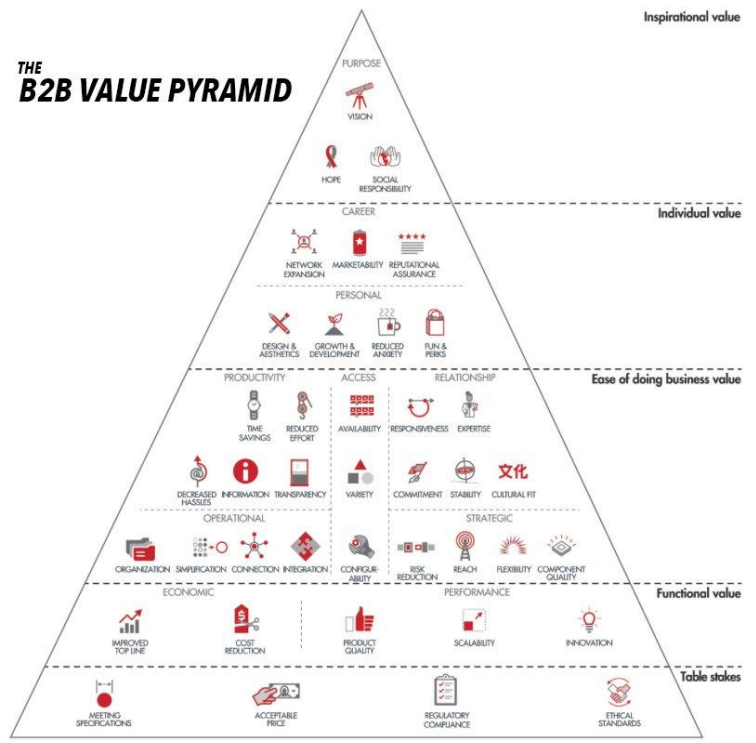 Inspirational value
THE
B2B VALUE PYRAMID
PURPOSE
VISION
HOPE
SOCIAL
RESPONSIBILITY
Individual value
CAREER
NETWORK
EXPANSION
MARKETABILITY
REPUTATIONAL
ASSURANCE
PERSONAL
DESIGN &
AESTHETICS
GROWTH &
DEVELOPMENT
REDUCED
ANXIETY
FUN &
PERKS
Ease of doing business value
PRODUCTIVITY
TIME
SAVINGS
REDUCED
EFFORT
DECREASED
HASSLES
INFORMATION
i
TRANSPARENCY
OPERATIONAL
ORGANIZATION
SIMPLIFICATION
CONNECTION
INTEGRATION
ACCESS
AVAILABILITY
VARIETY
CONFIGUR-
ABILITY
RELATIONSHIP
RESPONSIVENESS
EXPERTISE
COMMITMENT
STABILITY
文化
CULTURAL FIT
STRATEGIC
RISK
REDUCTION
REACH
FLEXIBILITY
COMPONENT
QUALITY
Functional value
ECONOMIC
IMPROVED
TOP LINE
$
COST
REDUCTION
PERFORMANCE
PRODUCT
QUALITY
SCALABILITY
INNOVATION
Table stakes
MEETING
SPECIFICATIONS
ACCEPTABLE
PRICE
REGULATORY
COMPLIANCE
ETHICAL
STANDARDS